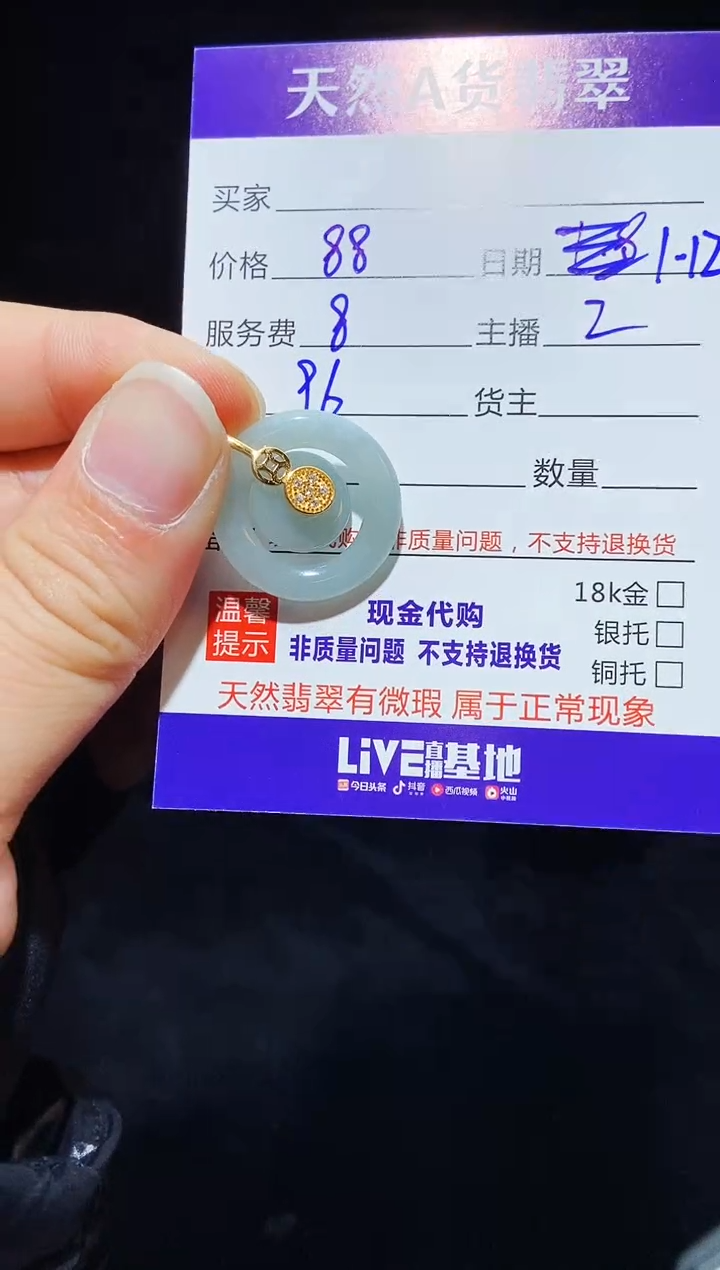 天然A货翡翠
买家
价格 88 日期 1-12
服务费 8 主播 2
96 货主
数量
购 非质量问题，不支持退换货
18k金
温馨提示 现金代购 银托
非质量问题 不支持退换货 铜托
天然翡翠有微瑕 属于正常现象
LiVE直播基地
今日头条 抖音 西瓜视频 火山